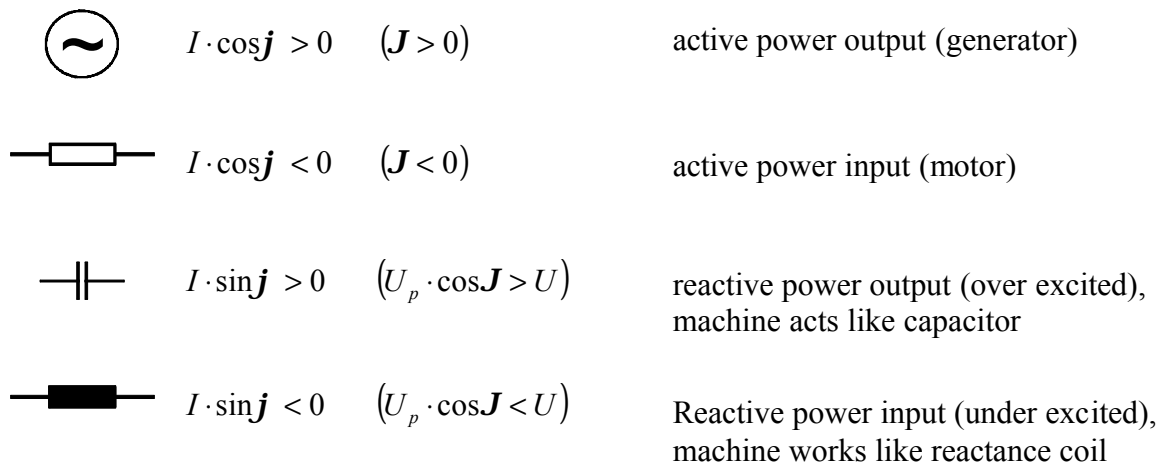 ~ I·cosj > 0 (J > 0) active power output (generator)
I·cosj < 0 (J < 0) active power input (motor)
I·sinj > 0 (U_p·cosJ > U) reactive power output (over excited),
machine acts like capacitor
I·sinj < 0 (U_p·cosJ < U) Reactive power input (under excited),
machine works like reactance coil